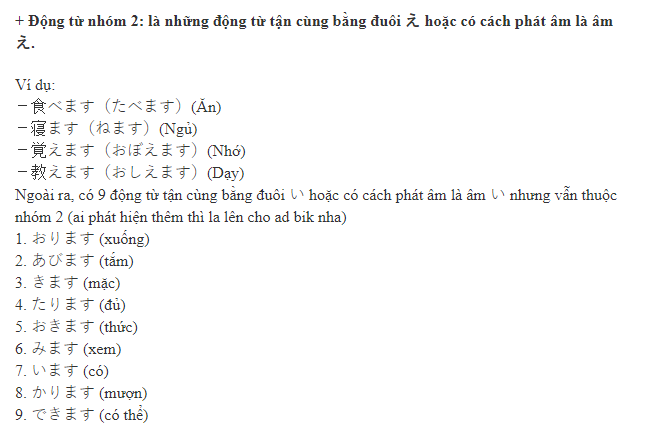 + Động từ nhóm 2: là những động từ tận cùng bằng đuôi え hoặc có cách phát âm là âm
え.
Ví dụ:
－食べます（たべます）(Ăn)
－寝ます（ねます）(Ngủ)
－覚えます（おぼえます）(Nhớ)
－教えます（おしえます）(Dạy)
Ngoài ra, có 9 động từ tận cùng bằng đuôi い hoặc có cách phát âm là âm い nhưng vẫn thuộc
nhóm 2 (ai phát hiện thêm thì la lên cho ad bik nha)
1. おります (xuống)
2. あびます (tắm)
3. きます (mặc)
4. たります (đủ)
5. おきます (thức)
6. みます (xem)
7. います (có)
8. かります (mượn)
9. できます (có thể)